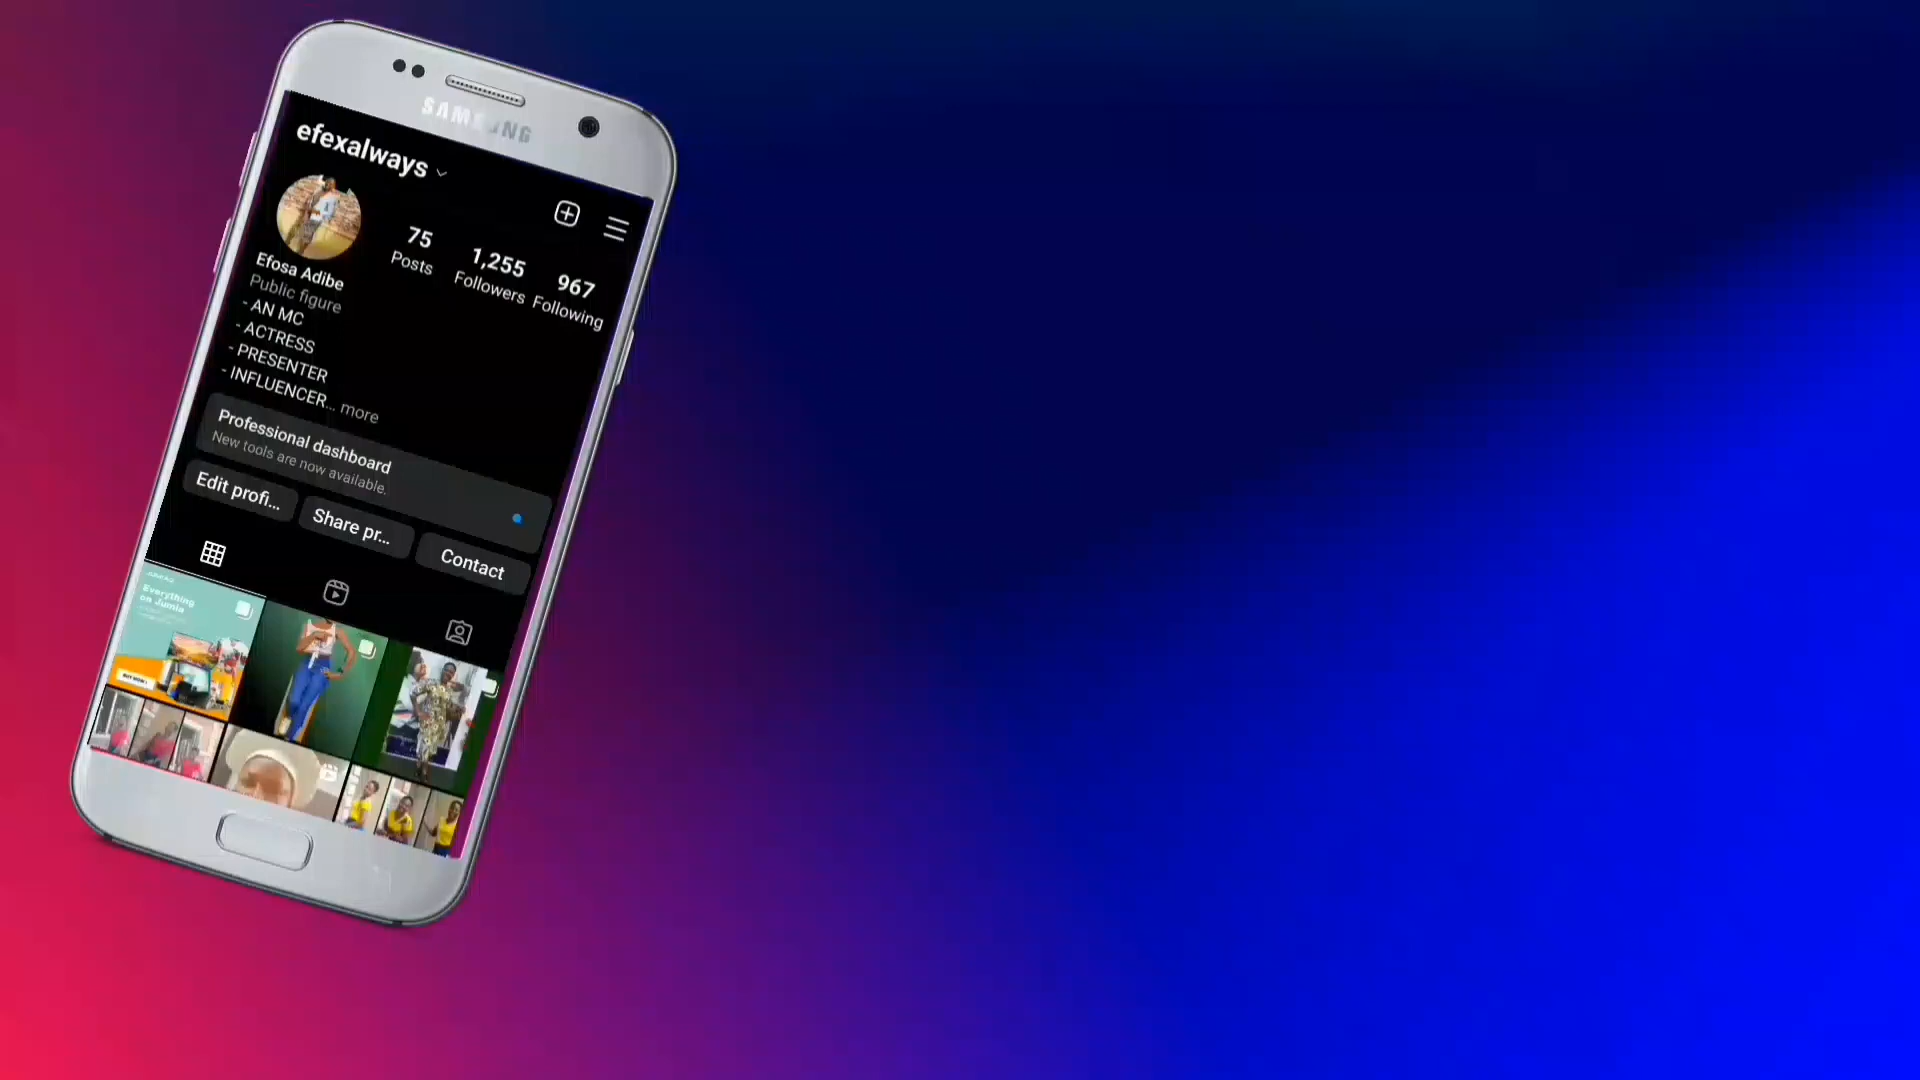 SAMSUNG
efexalways
75
Posts
1,255
Followers
967
Following
Efosa Adibe
Public figure
- AN MC
- ACTRESS
- PRESENTER
- INFLUENCER... more
Professional dashboard
New tools are now available.
Edit profi...
Share pr...
Contact
Everything
on Jumia